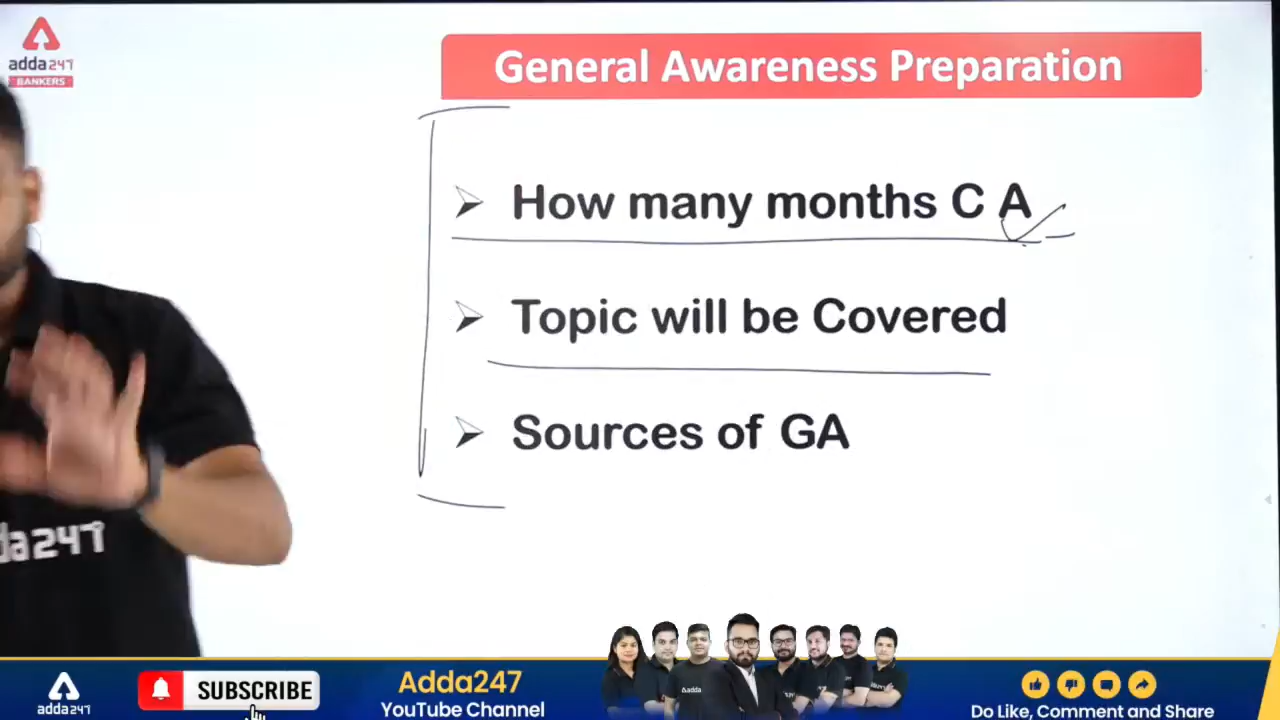 adda247
BANKERS
General Awareness Preparation
How many months C A
Topic will be Covered
Sources of GA
da247
adda247
SUBSCRIBE
Adda247
YouTube Channel
Do Like, Comment and Share